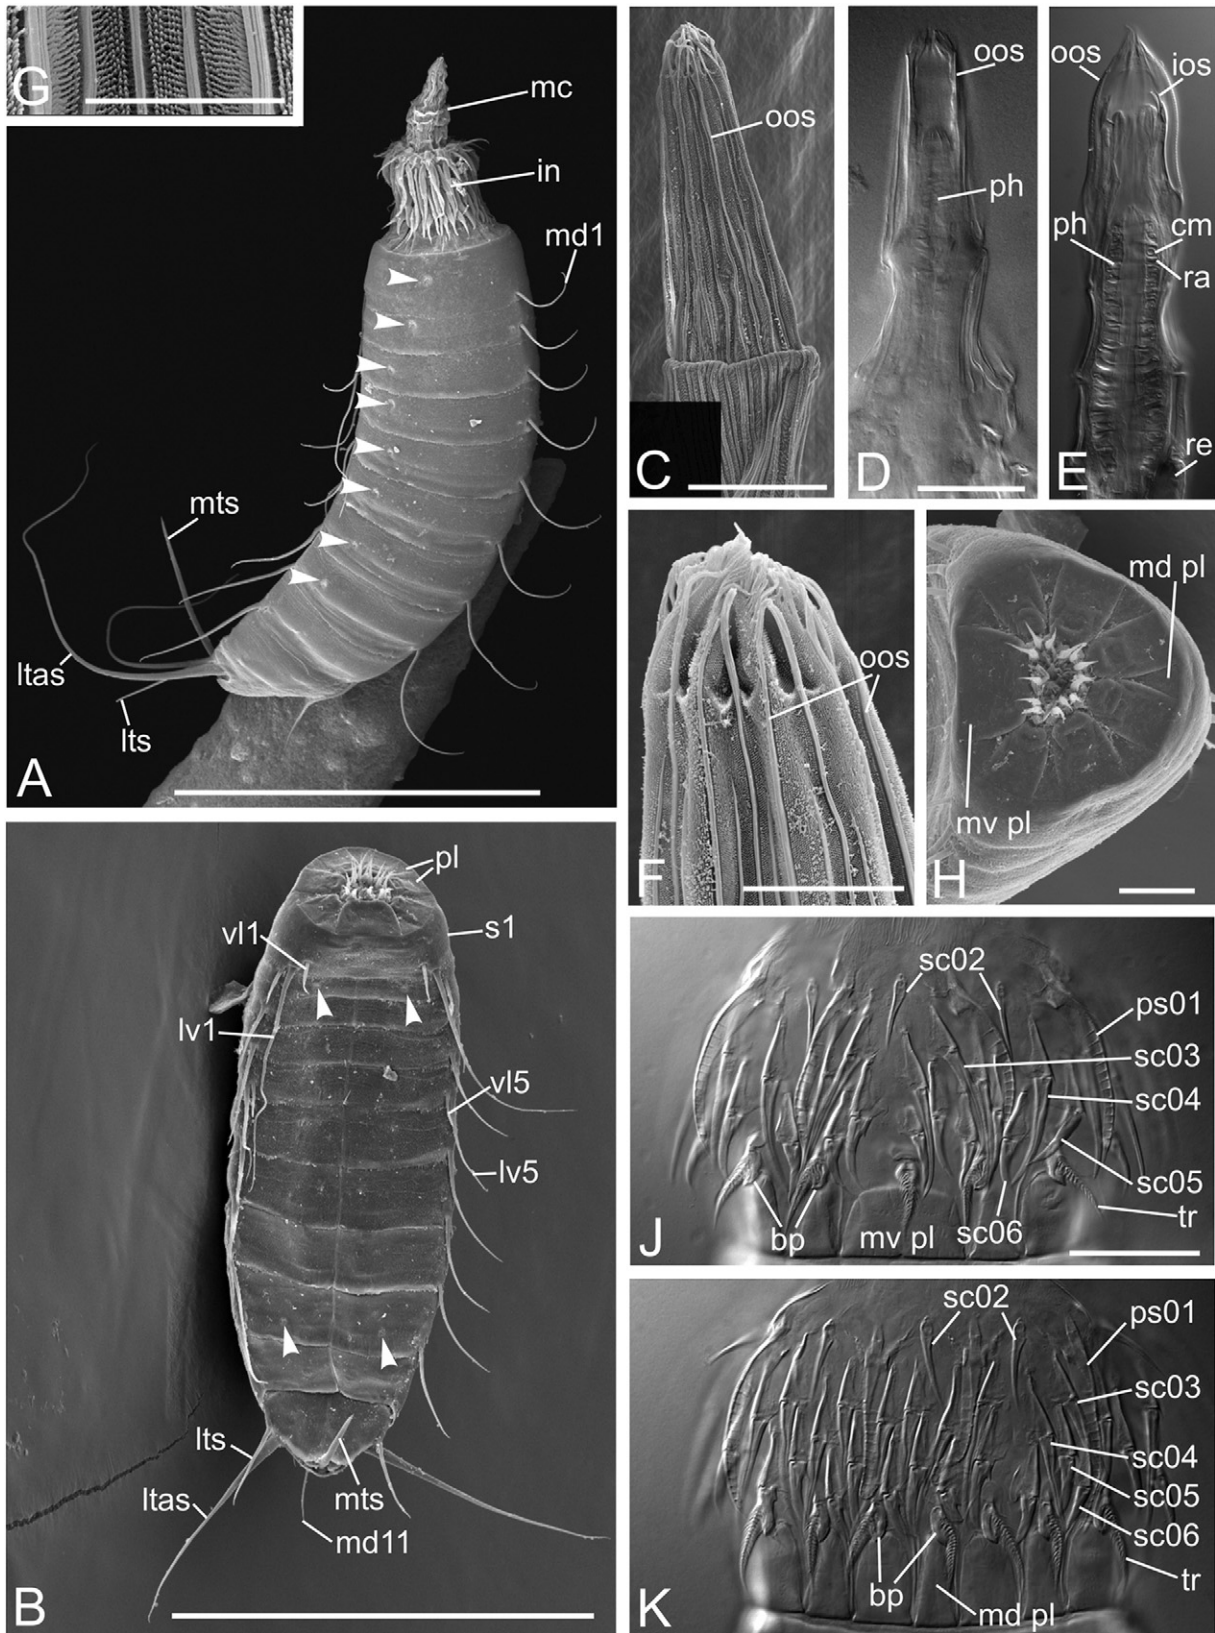 G
mc
in
md1
mts
ltas
lts
A
pl
s1
vl1
lv1
vl5
lv5
lts
ltas
mts
md11
B
oos
C
oos
ph
D
oos
ios
ph
cm
ra
re
E
oos
F
md pl
mv pl
H
sc02
ps01
sc03
sc04
sc05
sc06
tr
bp
mv pl
J
sc02
ps01
sc03
sc04
sc05
sc06
tr
bp
md pl
K